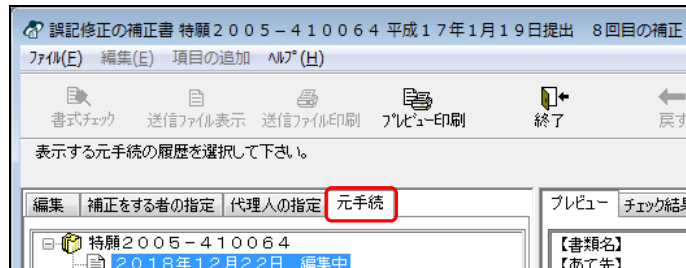 誤記修正の補正書 特願２００５－４１００６４ 平成１７年１月１９日提出 ８回目の補正
ﾌｧｲﾙ(F) 編集(E) 項目の追加 ﾍﾙﾌﾟ(H)
書式ﾁｪｯｸ 送信ﾌｧｲﾙ表示 送信ﾌｧｲﾙ印刷 ﾌﾟﾚﾋﾞｭｰ印刷 終了 戻す
表示する元手続の履歴を選択して下さい。
編集 補正をする者の指定 代理人の指定 元手続 ﾌﾟﾚﾋﾞｭｰ ﾁｪｯｸ結果
特願２００５－４１００６４ 【書類名】
２０１８年１２月２２日 編集中 【あて先】